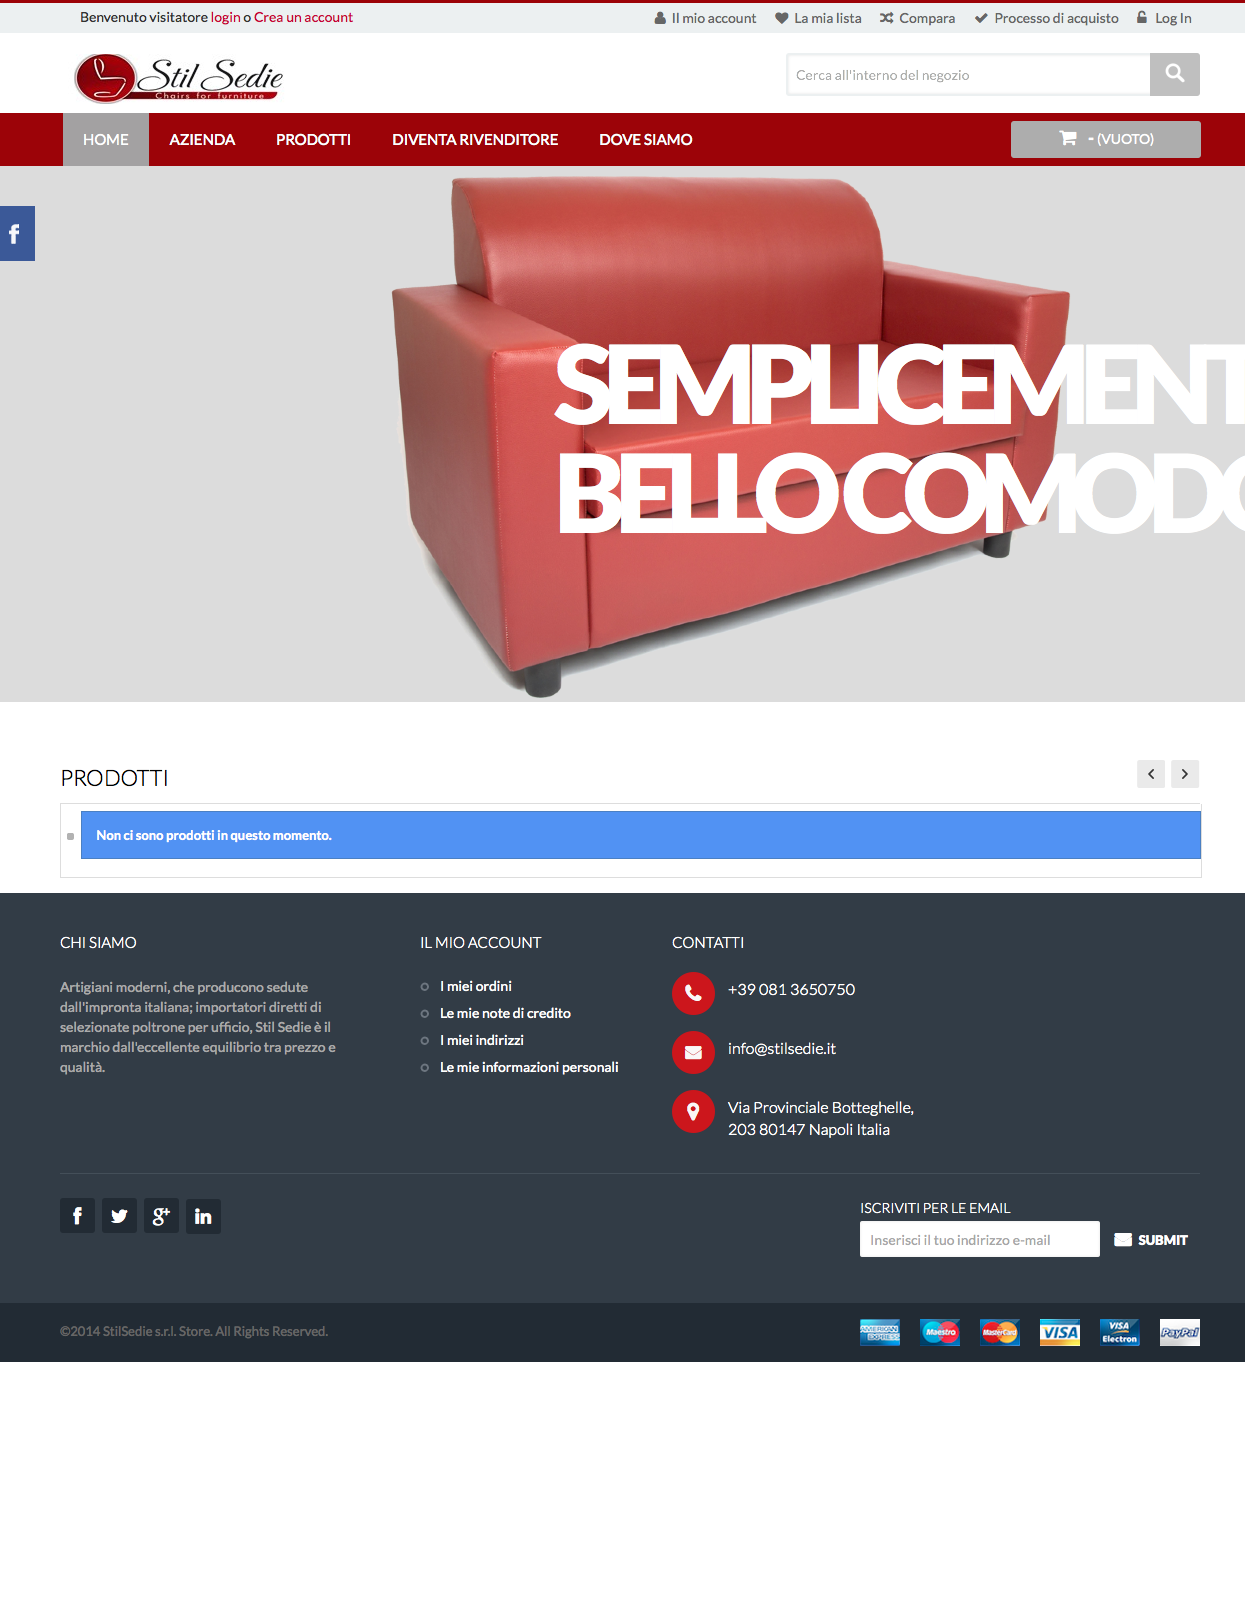 Benvenuto visitatore login o Crea un account
Il mio account La mia lista Compara Processo di acquisto Log In
Stil Sedie
Chairs for furniture
Cerca all'interno del negozio
HOME AZIENDA PRODOTTI DIVENTA RIVENDITORE DOVE SIAMO
- (VUOTO)
SEMPLICEMENT
BELLO COMODO
PRODOTTI
Non ci sono prodotti in questo momento.
CHI SIAMO
Artigiani moderni, che producono sedute
dall'impronta italiana; importatori diretti di
selezionate poltrone per ufficio, Stil Sedie è il
marchio dall'eccellente equilibrio tra prezzo e
qualità.
IL MIO ACCOUNT
I miei ordini
Le mie note di credito
I miei indirizzi
Le mie informazioni personali
CONTATTI
+39 081 3650750
info@stilsedie.it
Via Provinciale Botteghelle,
203 80147 Napoli Italia
ISCRIVITI PER LE EMAIL
Inserisci il tuo indirizzo e-mail
SUBMIT
©2014 StilSedie s.r.l. Store. All Rights Reserved.
AMERICAN EXPRESS Maestro MasterCard VISA VISA Electron PayPal